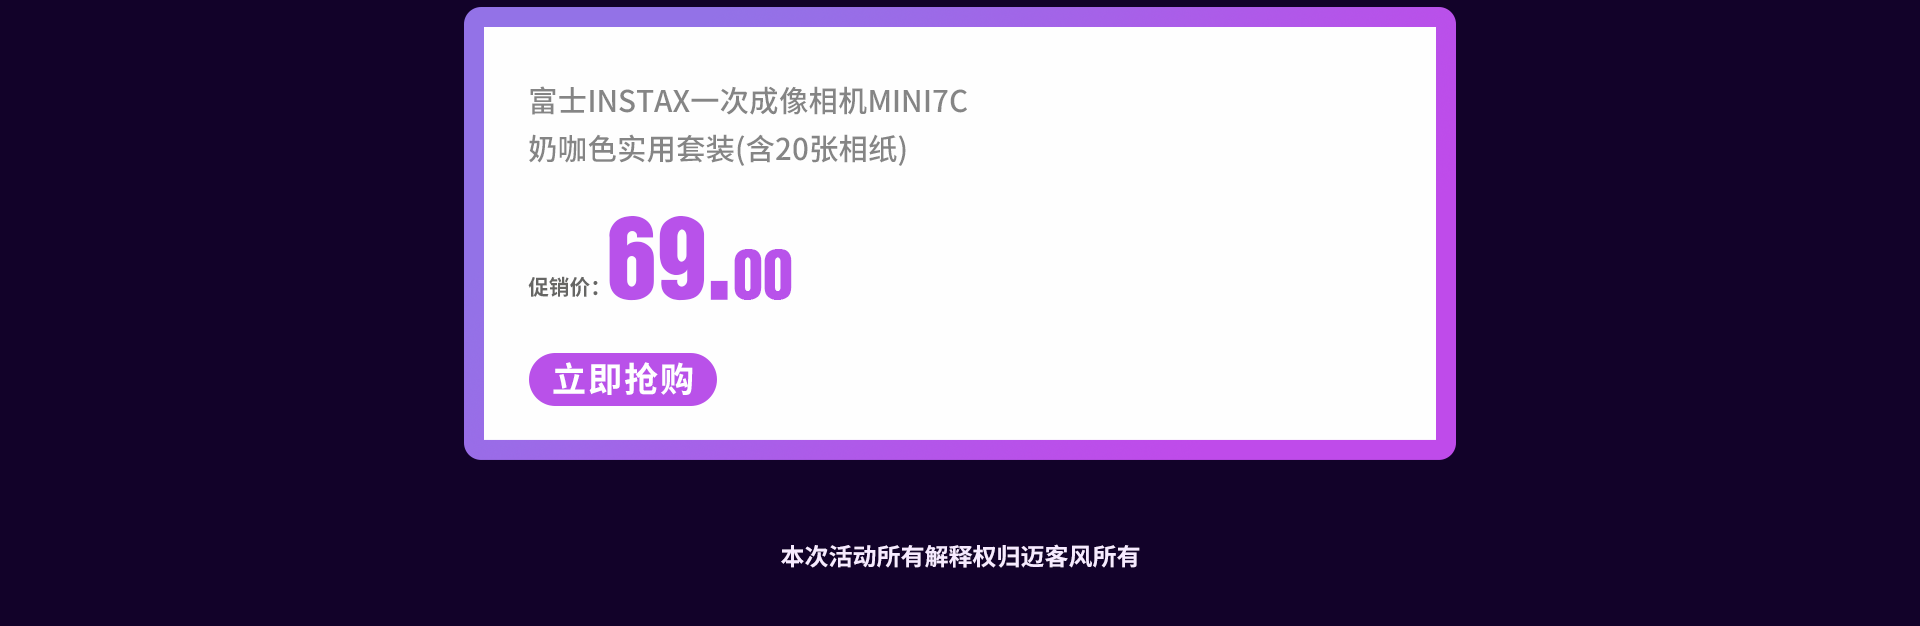 富士INSTAX一次成像相机MINI7C
奶咖色实用套装(含20张相纸)
促销价：69.00
立即抢购
本次活动所有解释权归迈客风所有